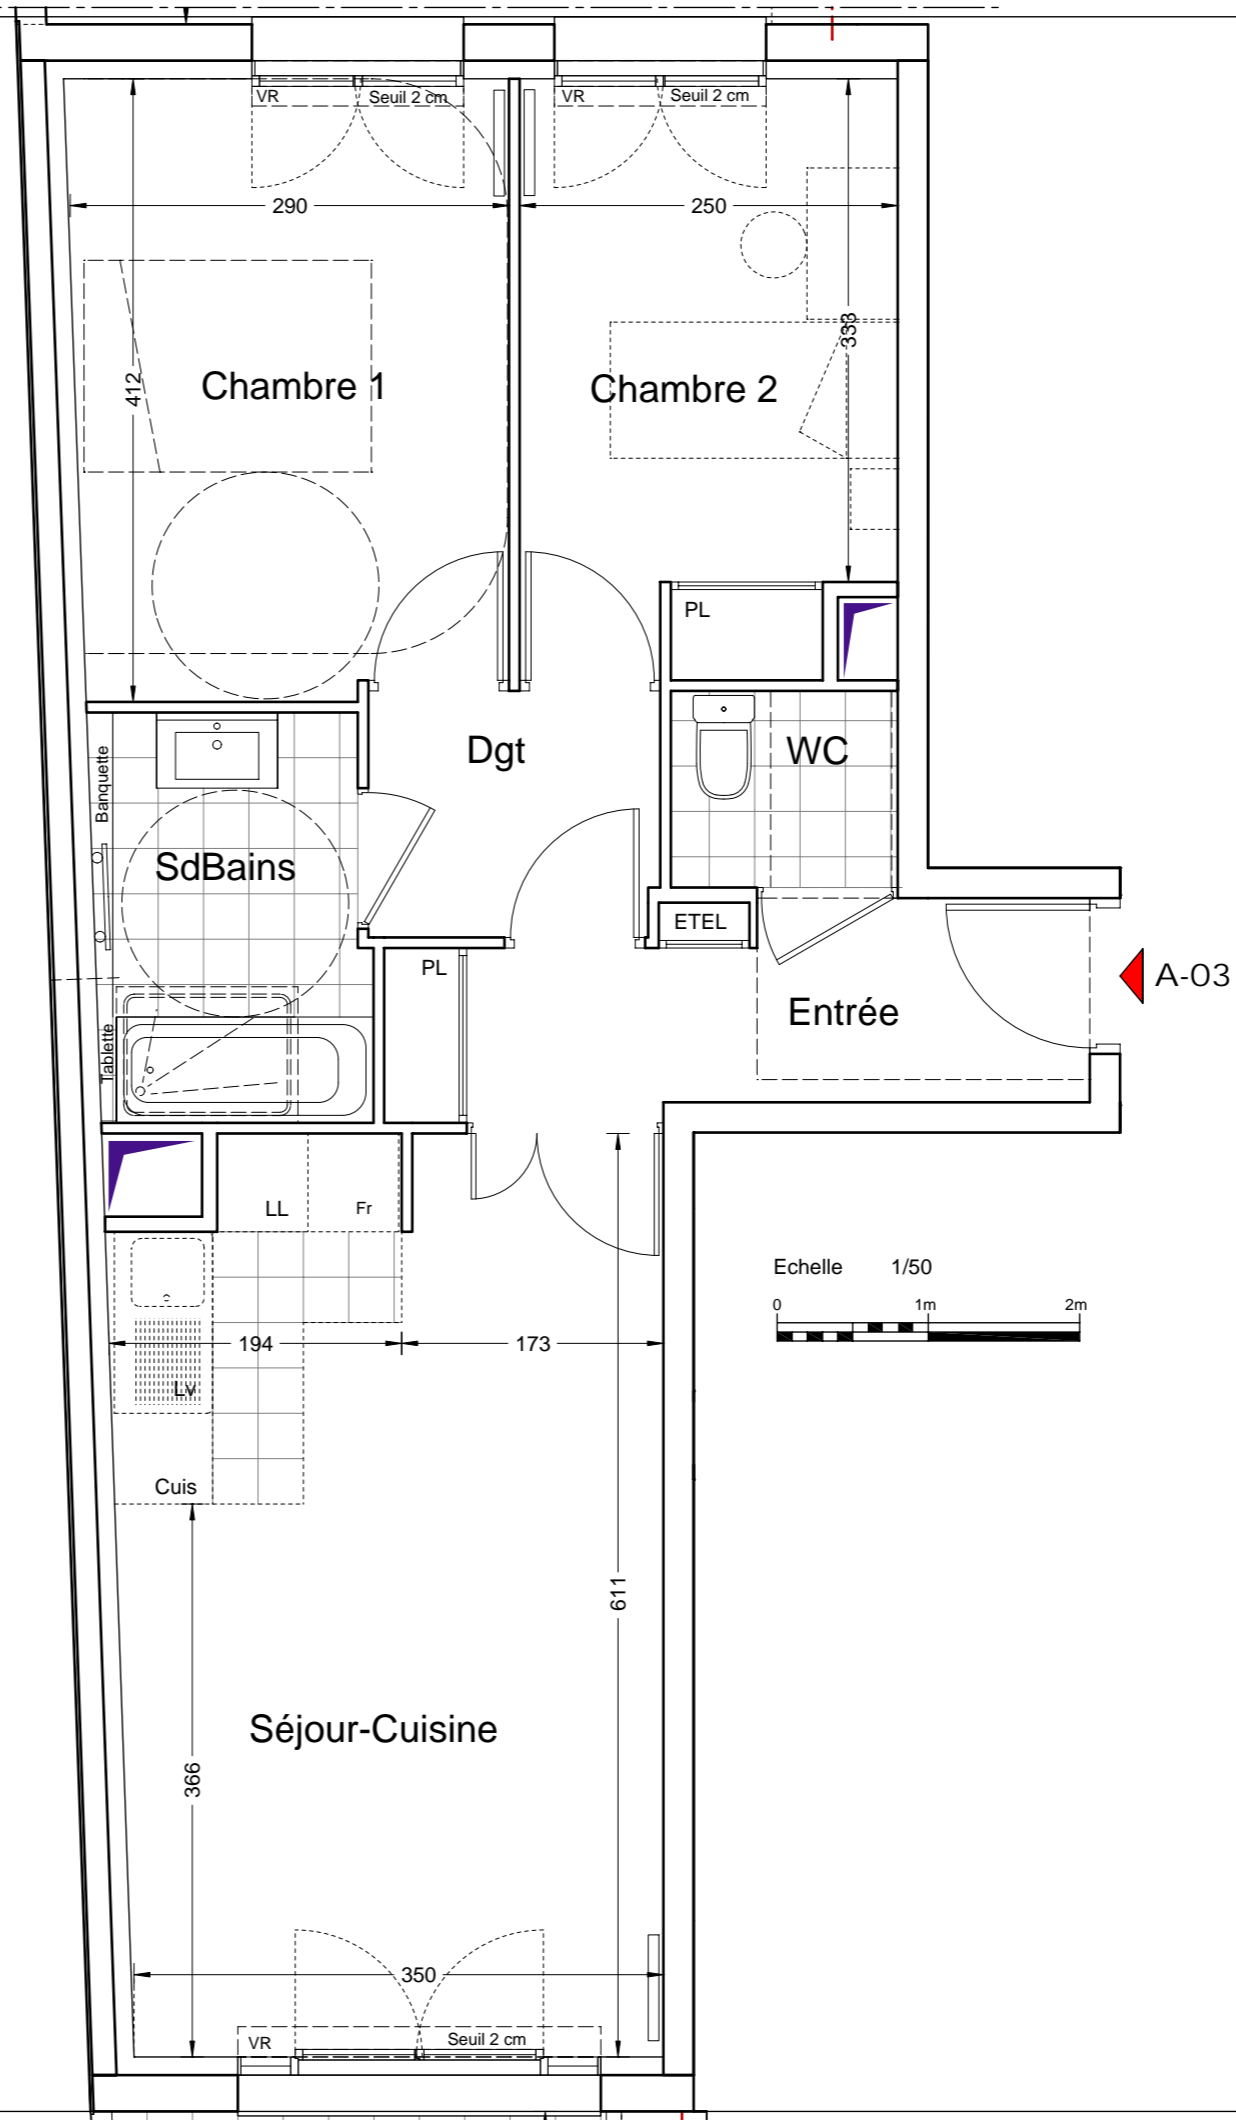 VR
Seuil 2 cm
VR
Seuil 2 cm
290
250
412
333
Chambre 1
Chambre 2
PL
Banquette
Dgt
WC
SdBains
ETEL
PL
A-03
Entrée
Tablette
LL
Fr
Echelle 1/50
0 1m 2m
194
173
Lv
Cuis
611
Séjour-Cuisine
366
350
VR
Seuil 2 cm